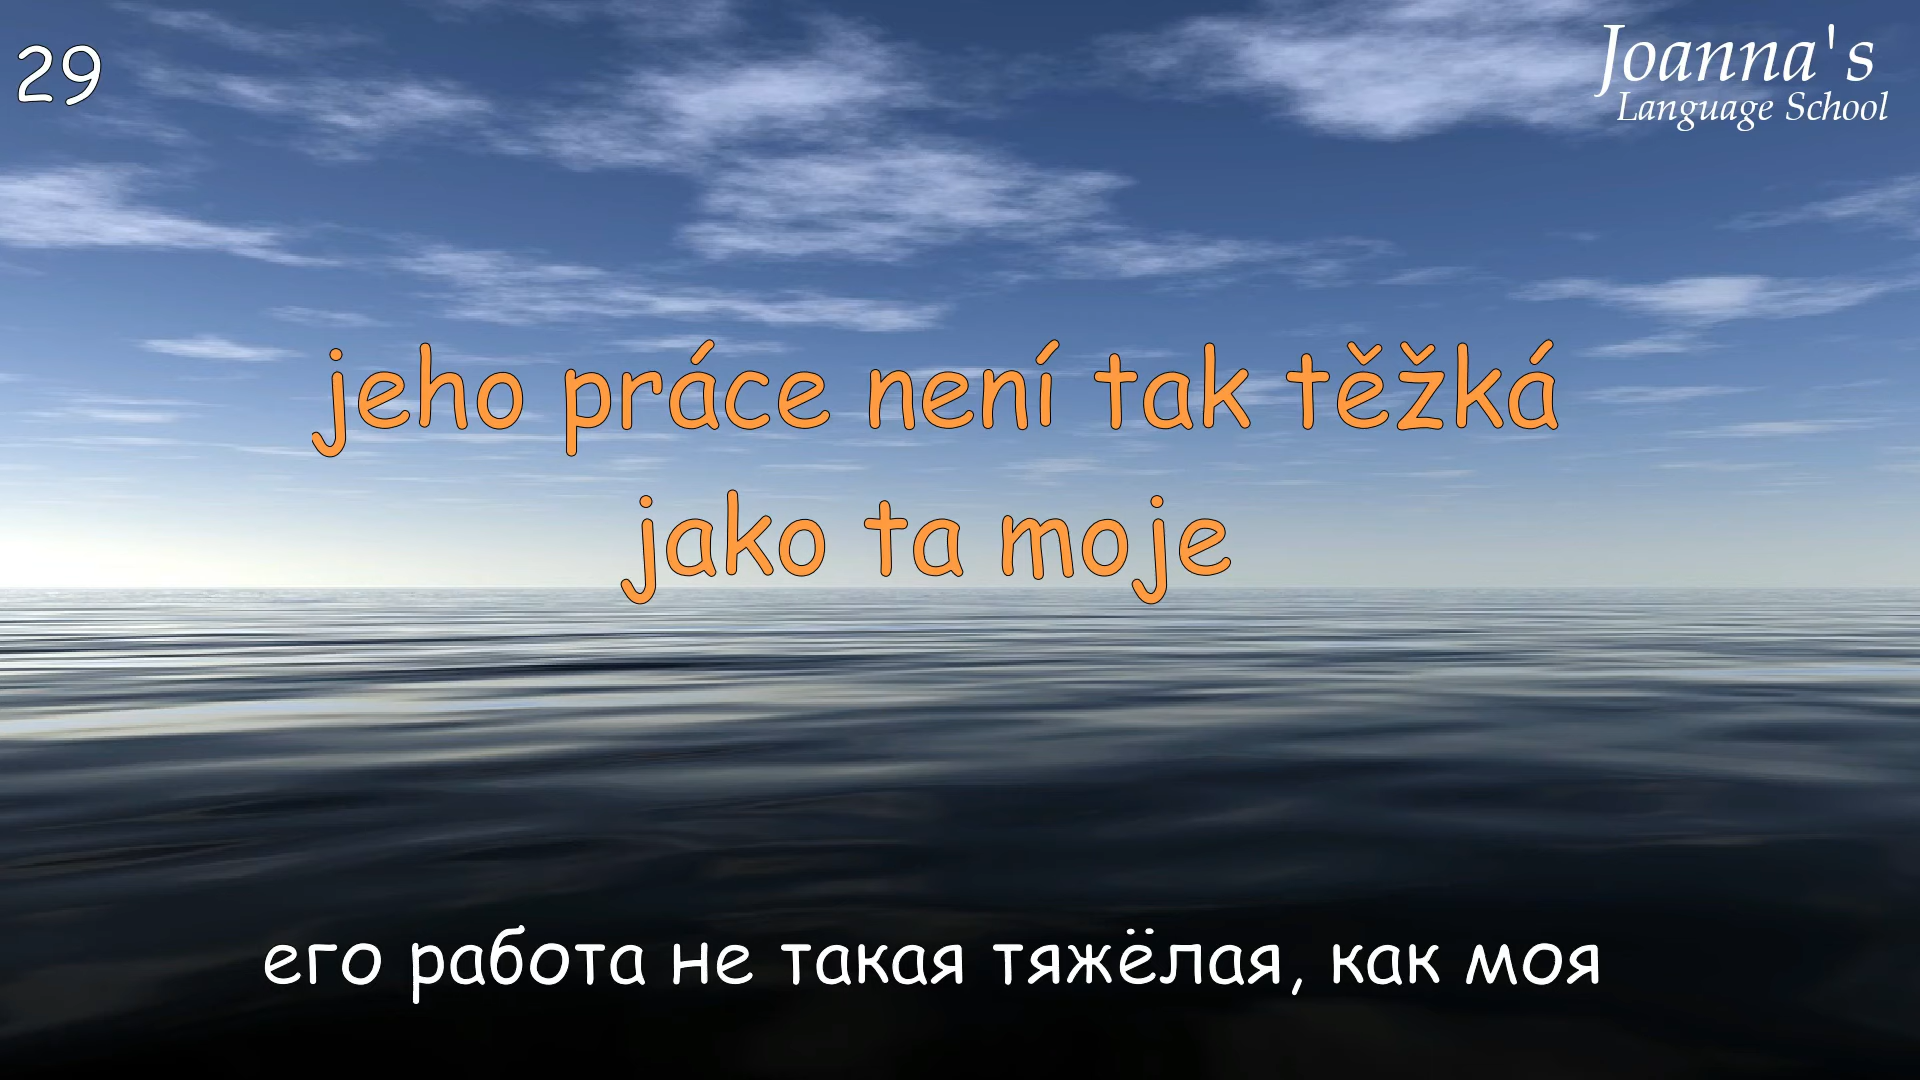 29
Joanna's
Language School
jeho práce není tak těžká
jako ta moje
его работа не такая тяжёлая, как моя